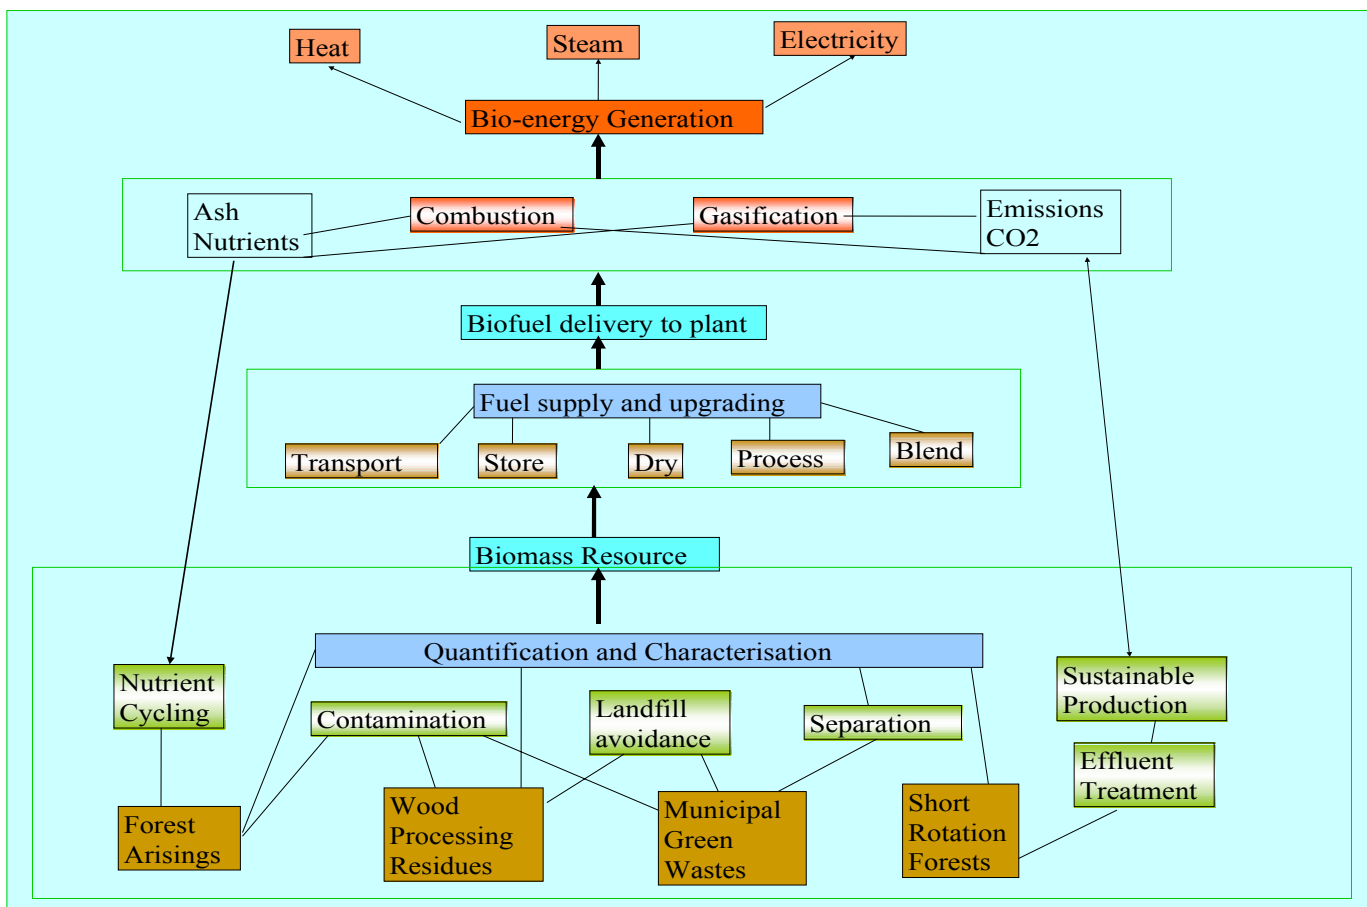 Heat
Steam
Electricity
Bio-energy Generation
Ash
Nutrients
Combustion
Gasification
Emissions
CO2
Biofuel delivery to plant
Fuel supply and upgrading
Transport
Store
Dry
Process
Blend
Biomass Resource
Quantification and Characterisation
Nutrient
Cycling
Contamination
Landfill
avoidance
Separation
Sustainable
Production
Effluent
Treatment
Forest
Arisings
Wood
Processing
Residues
Municipal
Green
Wastes
Short
Rotation
Forests